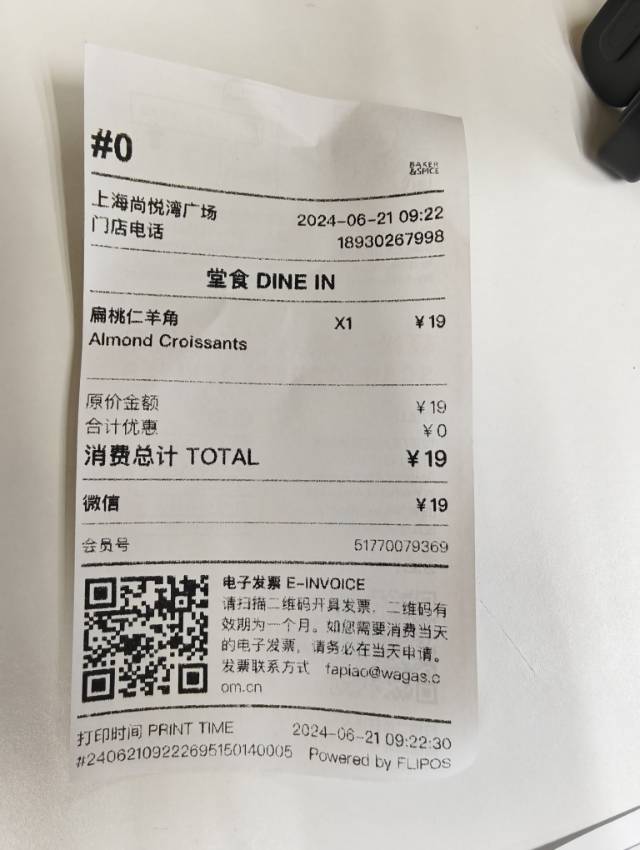 #0
BAKER
&SPICE
上海尚悦湾广场 2024-06-21 09:22
门店电话 18930267998
堂食 DINE IN
扁桃仁羊角 X1 ¥19
Almond Croissants
原价金额 ¥19
合计优惠 ¥0
消费总计 TOTAL ¥19
微信 ¥19
会员号 51770079369
电子发票 E-INVOICE
请扫描二维码开具发票，二维码有
效期为一个月。如您需要消费当天
的电子发票，请务必在当天申请。
发票联系方式 fapiao@wagas.c
om.cn
打印时间 PRINT TIME 2024-06-21 09:22:30
#24062109222695150140005 Powered by FLIPOS